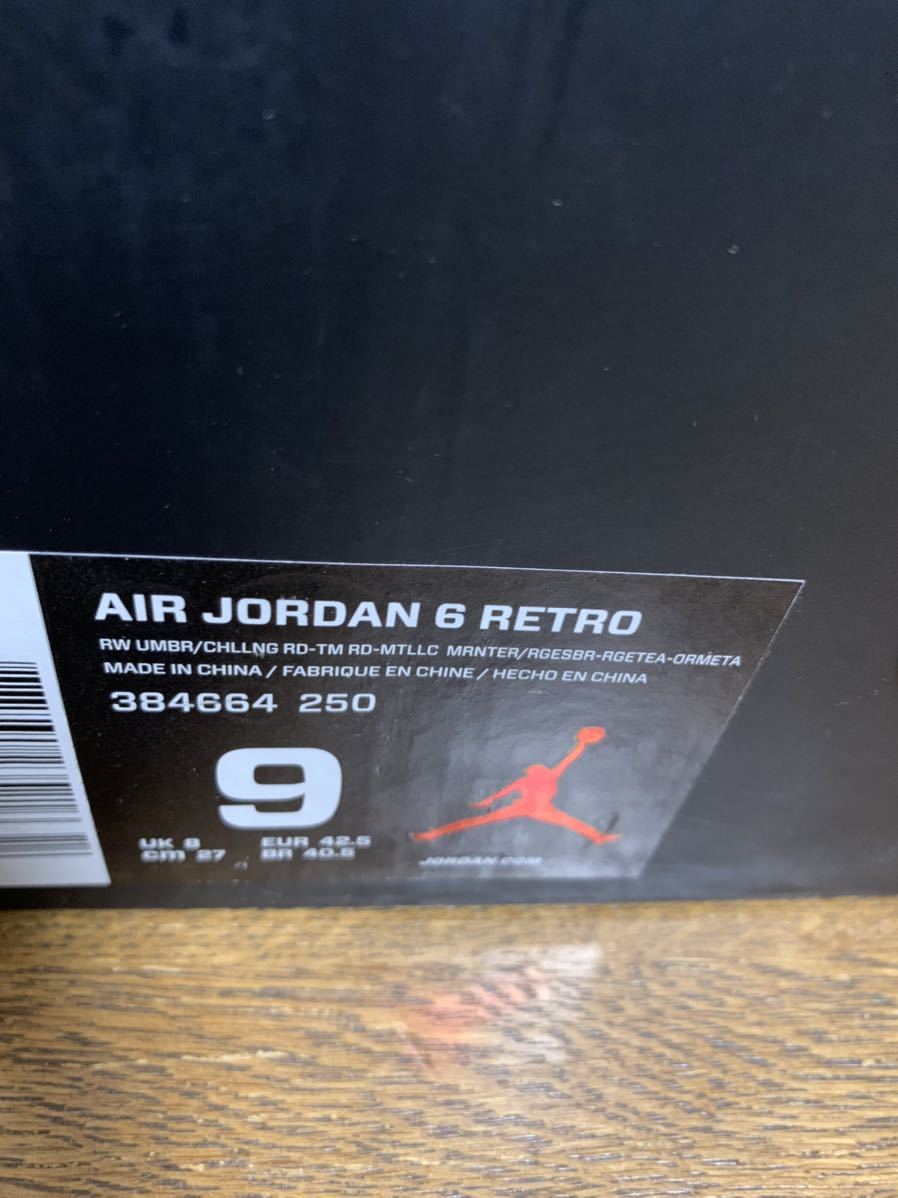 AIR JORDAN 6 RETRO
RW UMBR/CHLLNG RD-TM RD-MTLLC MRNTER/RGESBR-RGETEA-ORMETA
MADE IN CHINA / FABRIQUE EN CHINE / HECHO EN CHINA
384664 250
9
UK 8 EUR 42.5
cm 27 BR 40.5
JORDAN.COM